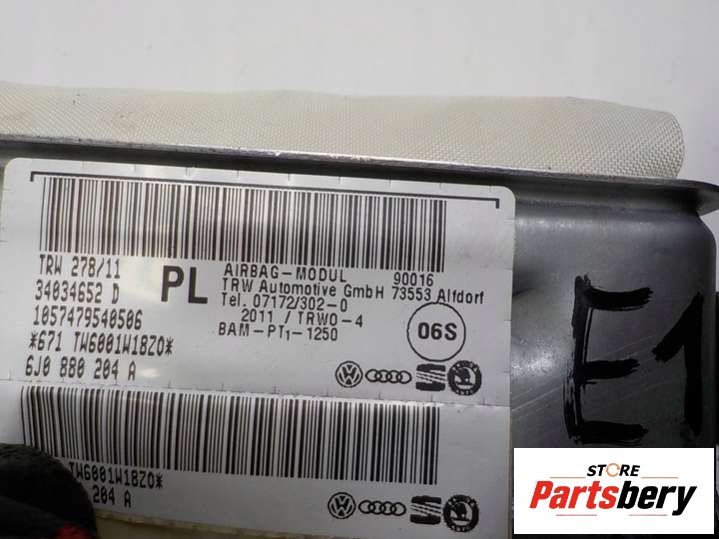 TRW 278/11
34034652 D
1057479540506
*671 TW6001W18Z0*
6J0 880 204 A
PL
AIRBAG-MODUL 90016
TRW Automotive GmbH 73553 Alfdorf
Tel. 07172/302-0
2011 / TRWO-4
BAM-PT1-1250
06S
E1
TW6001W18Z0*
204 A
STORE
Partsbery